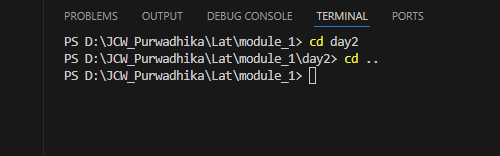 PROBLEMS OUTPUT DEBUG CONSOLE TERMINAL PORTS
PS D:\JCW_Purwadhika\Lat\module_1> cd day2
PS D:\JCW_Purwadhika\Lat\module_1\day2> cd ..
PS D:\JCW_Purwadhika\Lat\module_1>